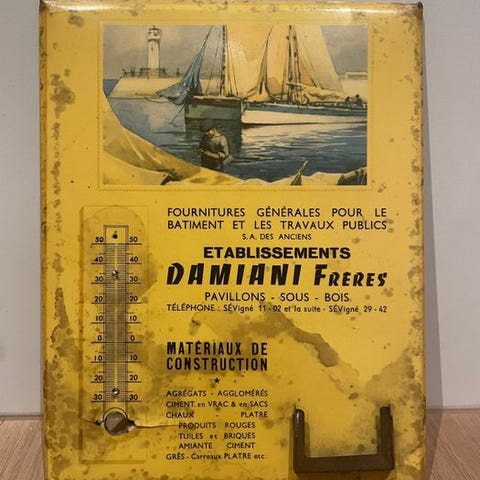 FOURNITURES GÉNÉRALES POUR LE
BATIMENT ET LES TRAVAUX PUBLICS
S.A. DES ANCIENS
ETABLISSEMENTS
DAMIANI FRÈRES
PAVILLONS - SOUS - BOIS
TÉLÉPHONE : SÉVigné 11-02 et la suite - SÉVigné 29-42
50 50
40 40
30 30
20 20
10 10
0 0
10 10
20 20
30 30
MATÉRIAUX DE
CONSTRUCTION
AGRÉGATS - AGGLOMÉRÉS
CIMENT en VRAC & en SACS
CHAUX PLATRE
PRODUITS ROUGES
TUILES et BRIQUES
AMIANTE CIMENT
GRÈS - Carreaux PLATRE etc.